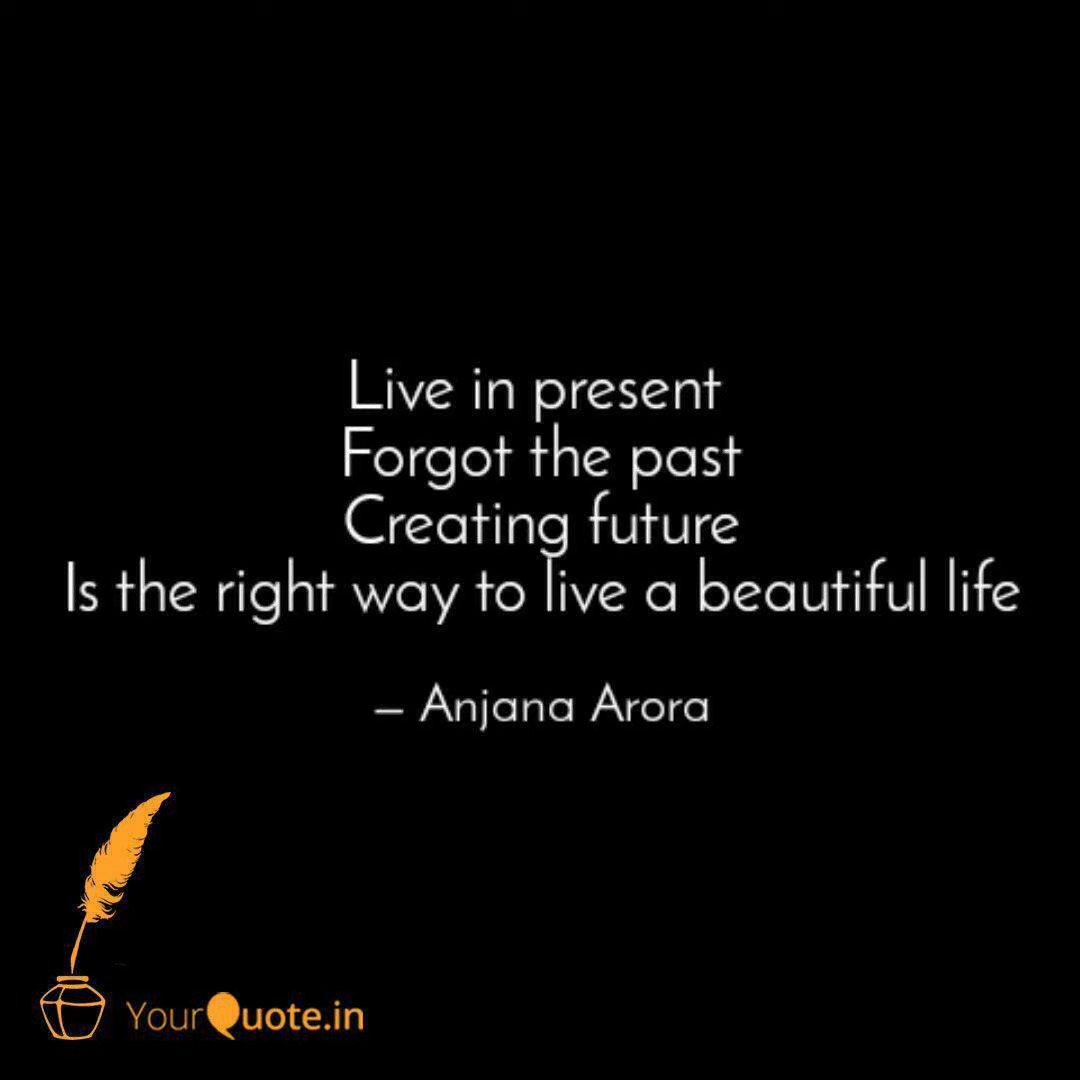 Live in present
Forgot the past
Creating future
Is the right way to live a beautiful life
– Anjana Arora
YourQuote.in